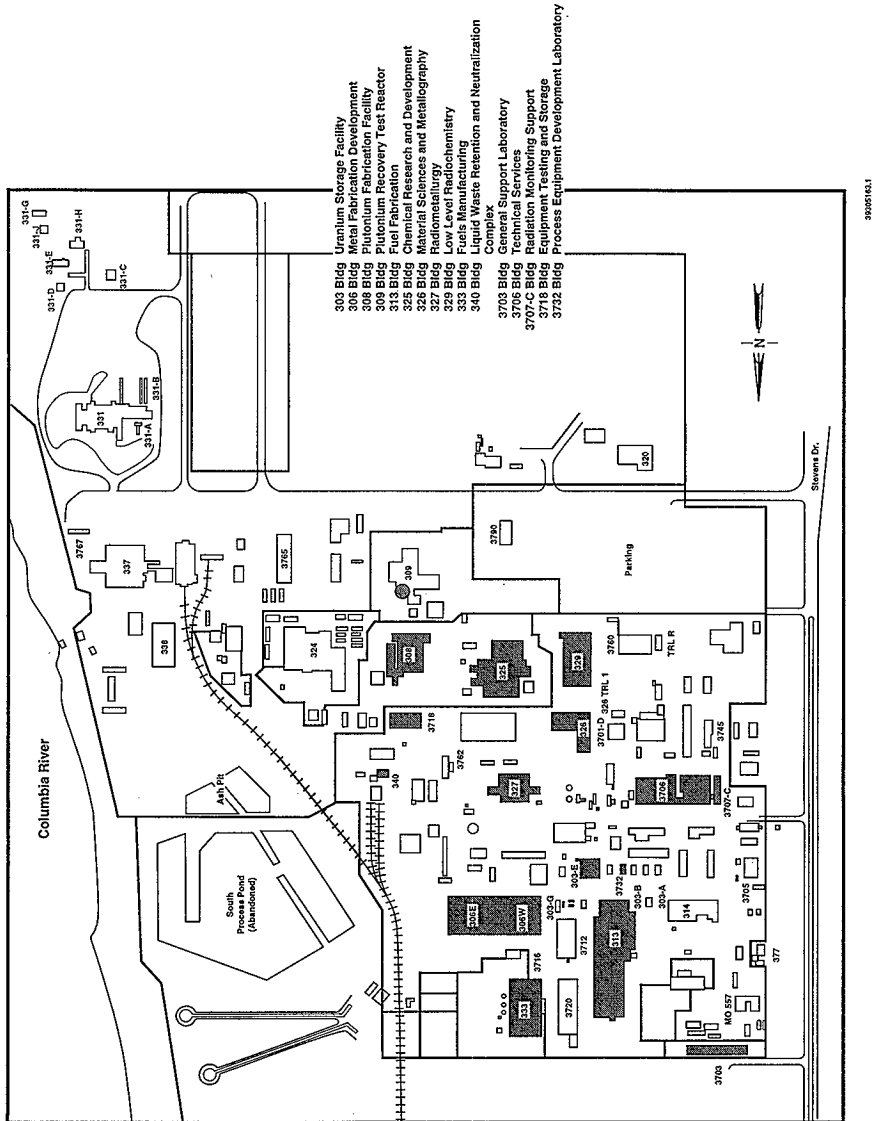 Columbia River
South
Process Pond
(Abandoned)
Ash Pit
338
337
3767
331
331-A
331-B
331-D
331-E
331-J
331-G
331-H
331-C
303 Bldg Uranium Storage Facility
306 Bldg Metal Fabrication Development
308 Bldg Plutonium Fabrication Facility
309 Bldg Plutonium Recovery Test Reactor
313 Bldg Fuel Fabrication
325 Bldg Chemical Research and Development
326 Bldg Material Sciences and Metallography
327 Bldg Radiometallurgy
329 Bldg Low Level Radiochemistry
333 Bldg Fuels Manufacturing
340 Bldg Liquid Waste Retention and Neutralization
Complex
3703 Bldg General Support Laboratory
3706 Bldg Technical Services
3707-C Bldg Radiation Monitoring Support
3718 Bldg Equipment Testing and Storage
3732 Bldg Process Equipment Development Laboratory
324
3765
309
308
340
3718
3762
325
3790
306E
306W
327
326
329
333
3716
303-G
303-E
3701-D
326 TRL 1
3712
3720
313
3732
303-B
303-A
3760
TRL R
320
Parking
3706
3745
314
3707-C
3705
377
MO 557
3703
N
Stevens Dr.
39305163.1